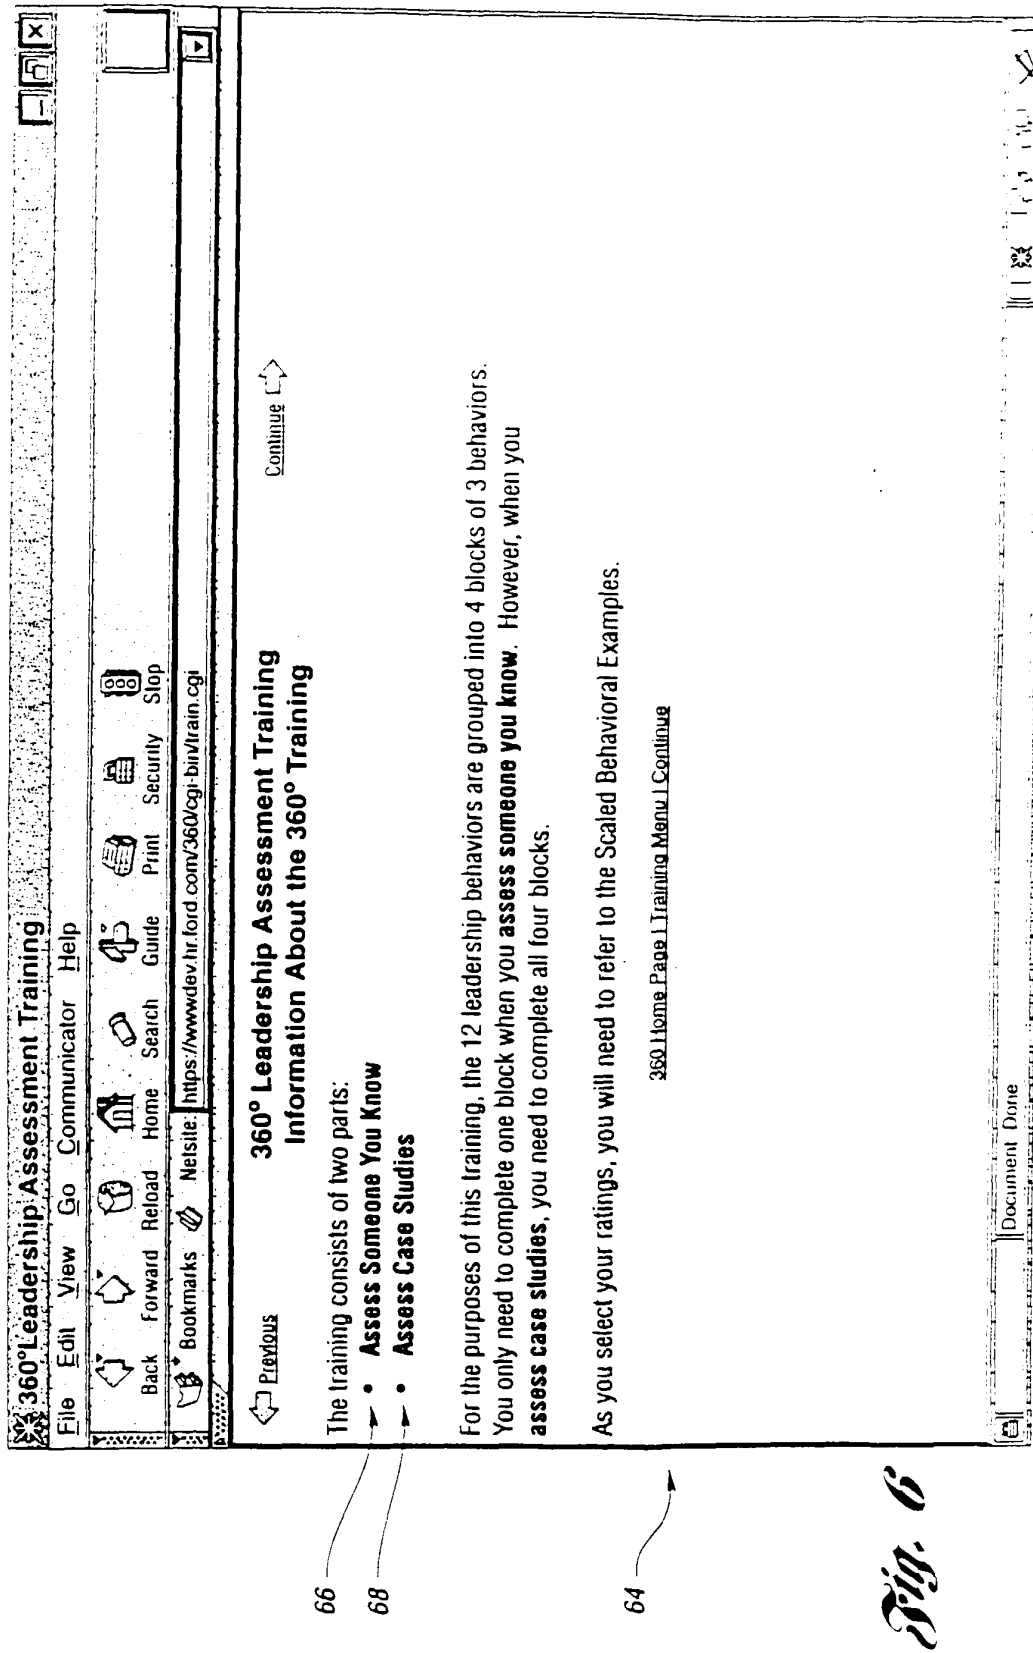 360°Leadership Assessment Training
File Edit View Go Communicator Help
Back Forward Reload Home Search Guide Print Security Stop
Bookmarks Netsite: https://www.dev.hr.ford.com/360/cgi-bin/train.cgi
Previous
Continue
360° Leadership Assessment Training
Information About the 360° Training
The training consists of two parts:
• Assess Someone You Know
• Assess Case Studies
For the purposes of this training, the 12 leadership behaviors are grouped into 4 blocks of 3 behaviors.
You only need to complete one block when you assess someone you know. However, when you
assess case studies, you need to complete all four blocks.
As you select your ratings, you will need to refer to the Scaled Behavioral Examples.
360 Home Page | Training Menu | Continue
Document Done
66
68
64
Fig. 6